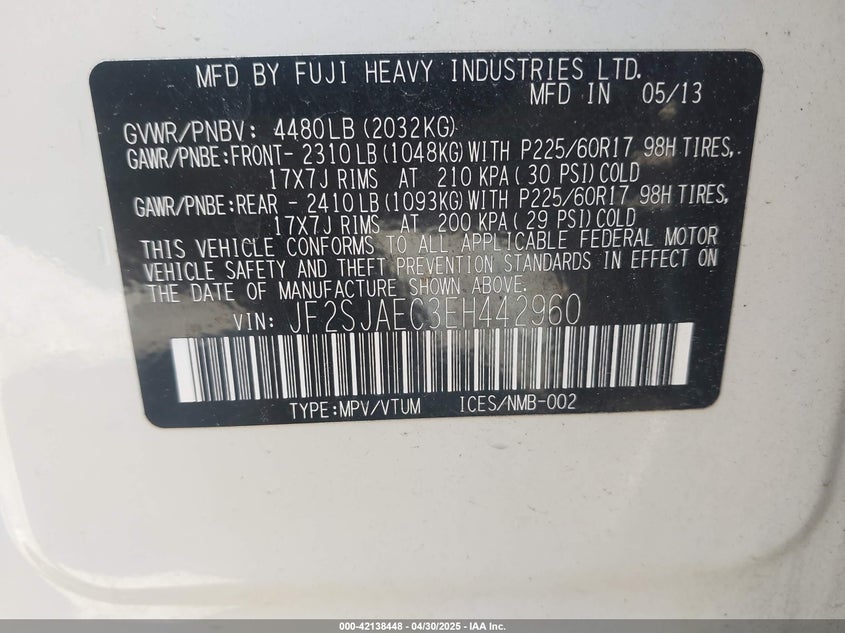 MFD BY FUJI HEAVY INDUSTRIES LTD.
MFD IN 05/13
GVWR/PNBV: 4480LB (2032KG)
GAWR/PNBE:FRONT- 2310LB (1048KG) WITH P225/60R17 98H TIRES,
17X7J RIMS AT 210 KPA (30 PSI) COLD
GAWR/PNBE:REAR - 2410LB (1093KG) WITH P225/60R17 98H TIRES,
17X7J RIMS AT 200 KPA (29 PSI) COLD
THIS VEHICLE CONFORMS TO ALL APPLICABLE FEDERAL MOTOR
VEHICLE SAFETY AND THEFT PREVENTION STANDARDS IN EFFECT ON
THE DATE OF MANUFACTURE SHOWN ABOVE.
VIN: JF2SJAEC3EH442960
TYPE:MPV/VTUM ICES/NMB-002
000-42138448 - 04/30/2025 - IAA Inc.